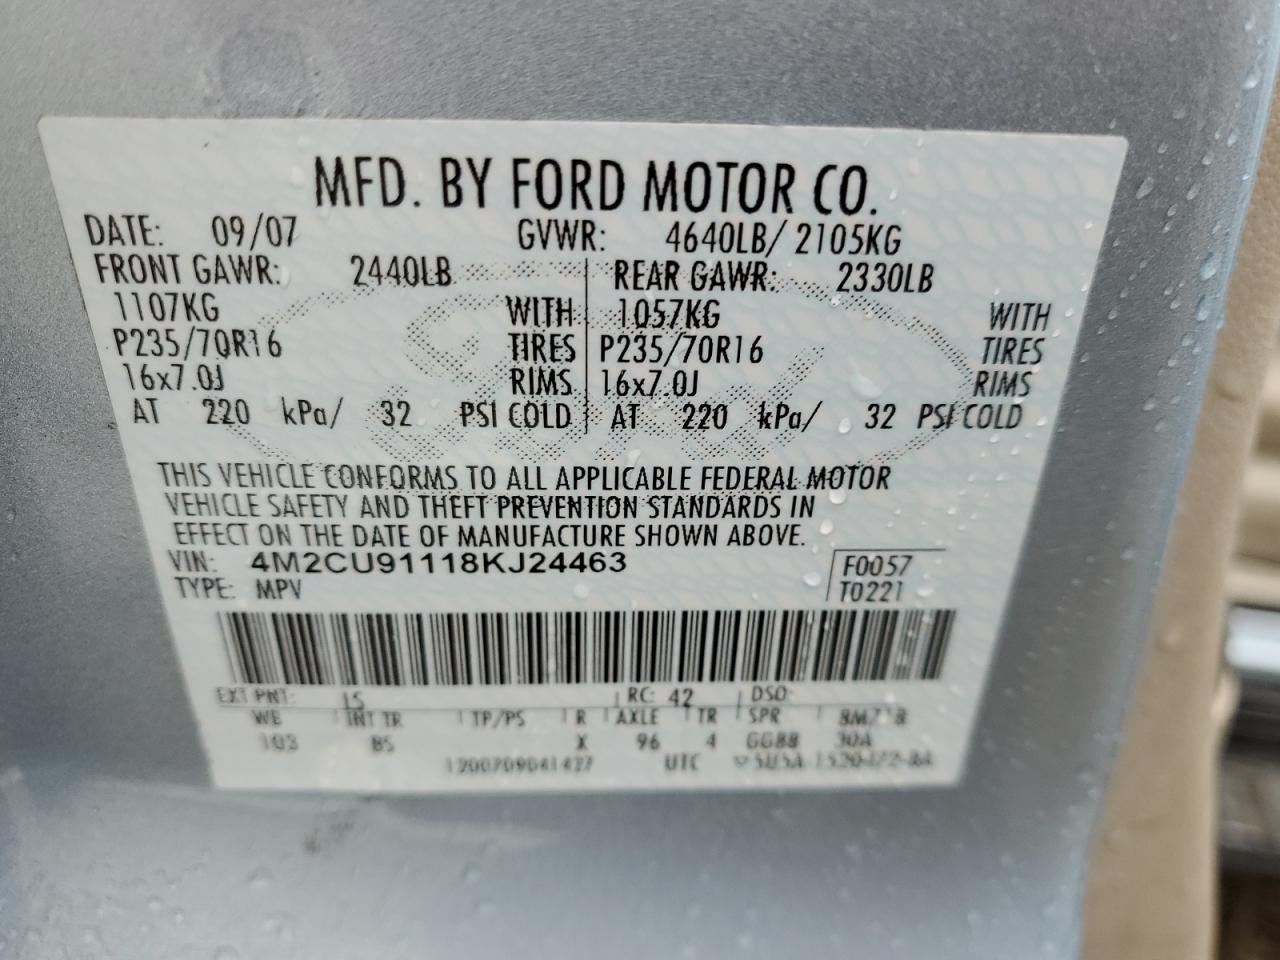 MFD. BY FORD MOTOR CO.
DATE: 09/07 GVWR: 4640LB/ 2105KG
FRONT GAWR: 2440LB REAR GAWR: 2330LB
1107KG WITH 1057KG WITH
P235/70R16 TIRES P235/70R16 TIRES
16x7.0J RIMS 16x7.0J RIMS
AT 220 kPa/ 32 PSI COLD AT 220 kPa/ 32 PSI COLD
THIS VEHICLE CONFORMS TO ALL APPLICABLE FEDERAL MOTOR
VEHICLE SAFETY AND THEFT PREVENTION STANDARDS IN
EFFECT ON THE DATE OF MANUFACTURE SHOWN ABOVE.
VIN: 4M2CU91118KJ24463 F0057
TYPE: MPV T0221
EXT PNT: RC: 42 DSO:
WB INT TR TP/PS R AXLE TR SPR
103 X 96 4 GG88 30A
1200709041427 UTC